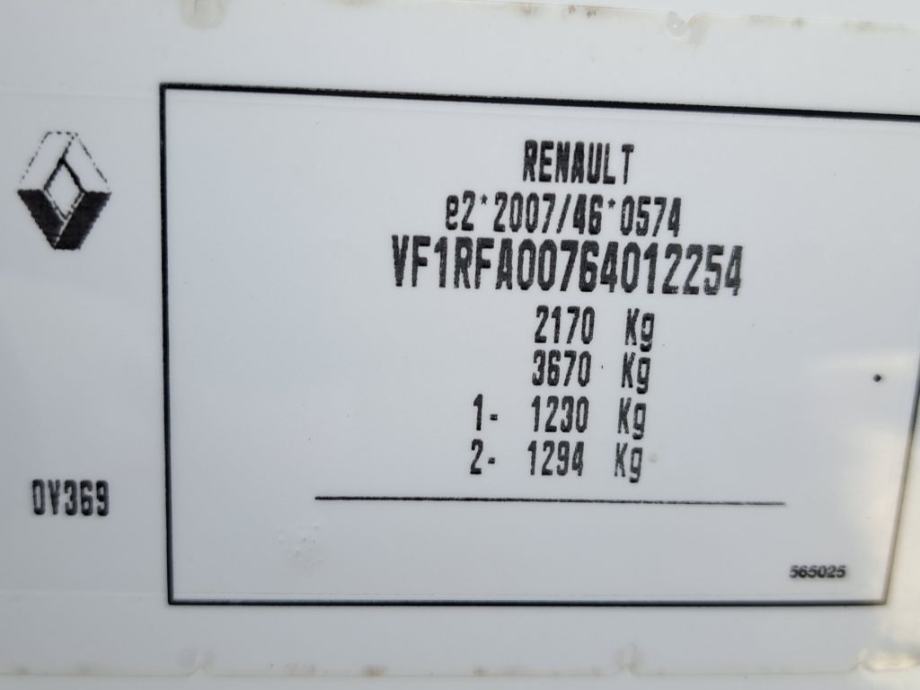 RENAULT
e2*2007/46*0574
VF1RFA00764012254
2170 Kg
3670 Kg
1- 1230 Kg
2- 1294 Kg
0V369
565025